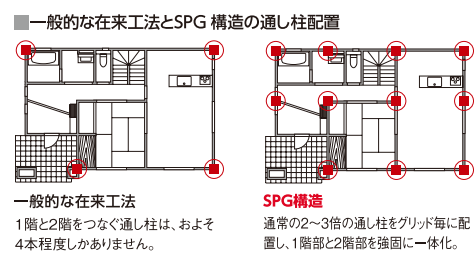 ■一般的な在来工法とSPG 構造の通し柱配置
一般的な在来工法
1階と2階をつなぐ通し柱は、およそ
4本程度しかありません。
SPG構造
通常の2〜3倍の通し柱をグリッド毎に配
置し、1階部と2階部を強固に一体化。